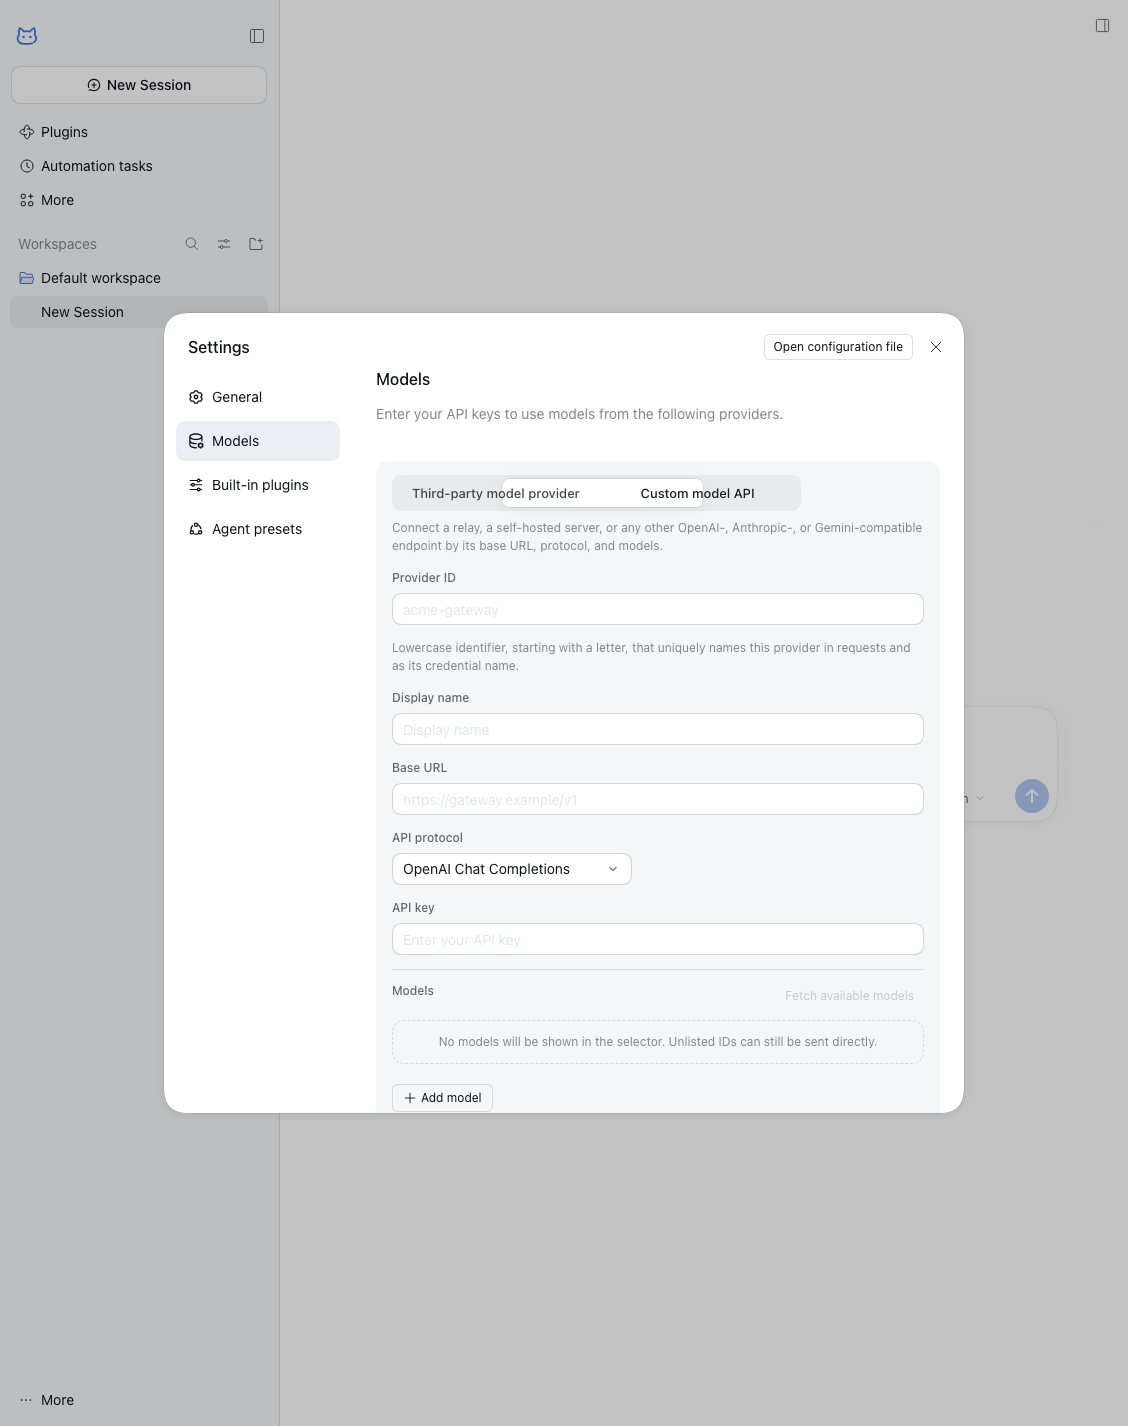 New Session
Plugins
Automation tasks
More
Workspaces
Default workspace
New Session
Settings
Open configuration file
General
Models
Built-in plugins
Agent presets
Models
Enter your API keys to use models from the following providers.
Third-party model provider
Custom model API
Connect a relay, a self-hosted server, or any other OpenAI-, Anthropic-, or Gemini-compatible
endpoint by its base URL, protocol, and models.
Provider ID
acme-gateway
Lowercase identifier, starting with a letter, that uniquely names this provider in requests and
as its credential name.
Display name
Display name
Base URL
https://gateway.example/v1
API protocol
OpenAI Chat Completions
API key
Enter your API key
Models
Fetch available models
No models will be shown in the selector. Unlisted IDs can still be sent directly.
Add model
More